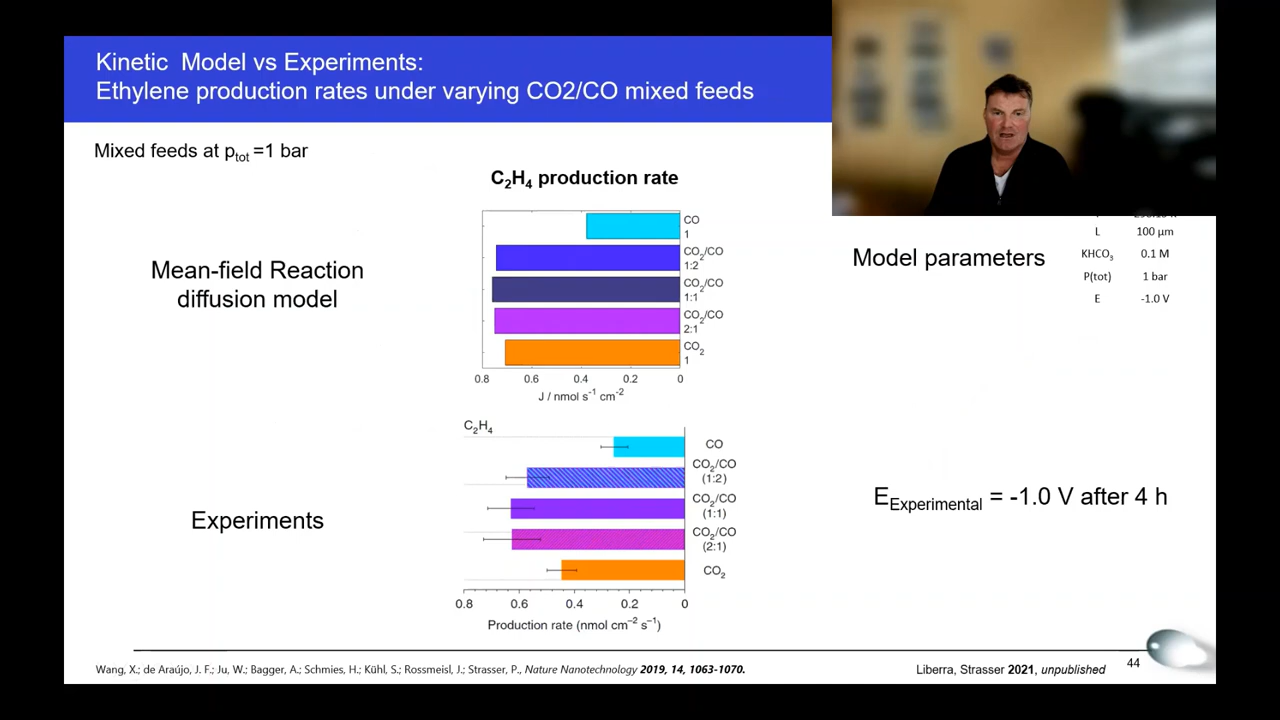 Kinetic Model vs Experiments:
Ethylene production rates under varying CO2/CO mixed feeds
Mixed feeds at ptot =1 bar
C2H4 production rate
CO
1
CO2/CO
1:2
CO2/CO
1:1
CO2/CO
2:1
CO2
1
0.8 0.6 0.4 0.2 0
J / nmol s-1 cm-2
Mean-field Reaction
diffusion model
Model parameters
L 100 µm
KHCO3 0.1 M
P(tot) 1 bar
E -1.0 V
C2H4
CO
CO2/CO
(1:2)
CO2/CO
(1:1)
CO2/CO
(2:1)
CO2
0.8 0.6 0.4 0.2 0
Production rate (nmol cm−2 s−1)
Experiments
EExperimental = -1.0 V after 4 h
Wang, X.; de Araújo, J. F.; Ju, W.; Bagger, A.; Schmies, H.; Kühl, S.; Rossmeisl, J.; Strasser, P., Nature Nanotechnology 2019, 14, 1063-1070.
Liberra, Strasser 2021, unpublished
44